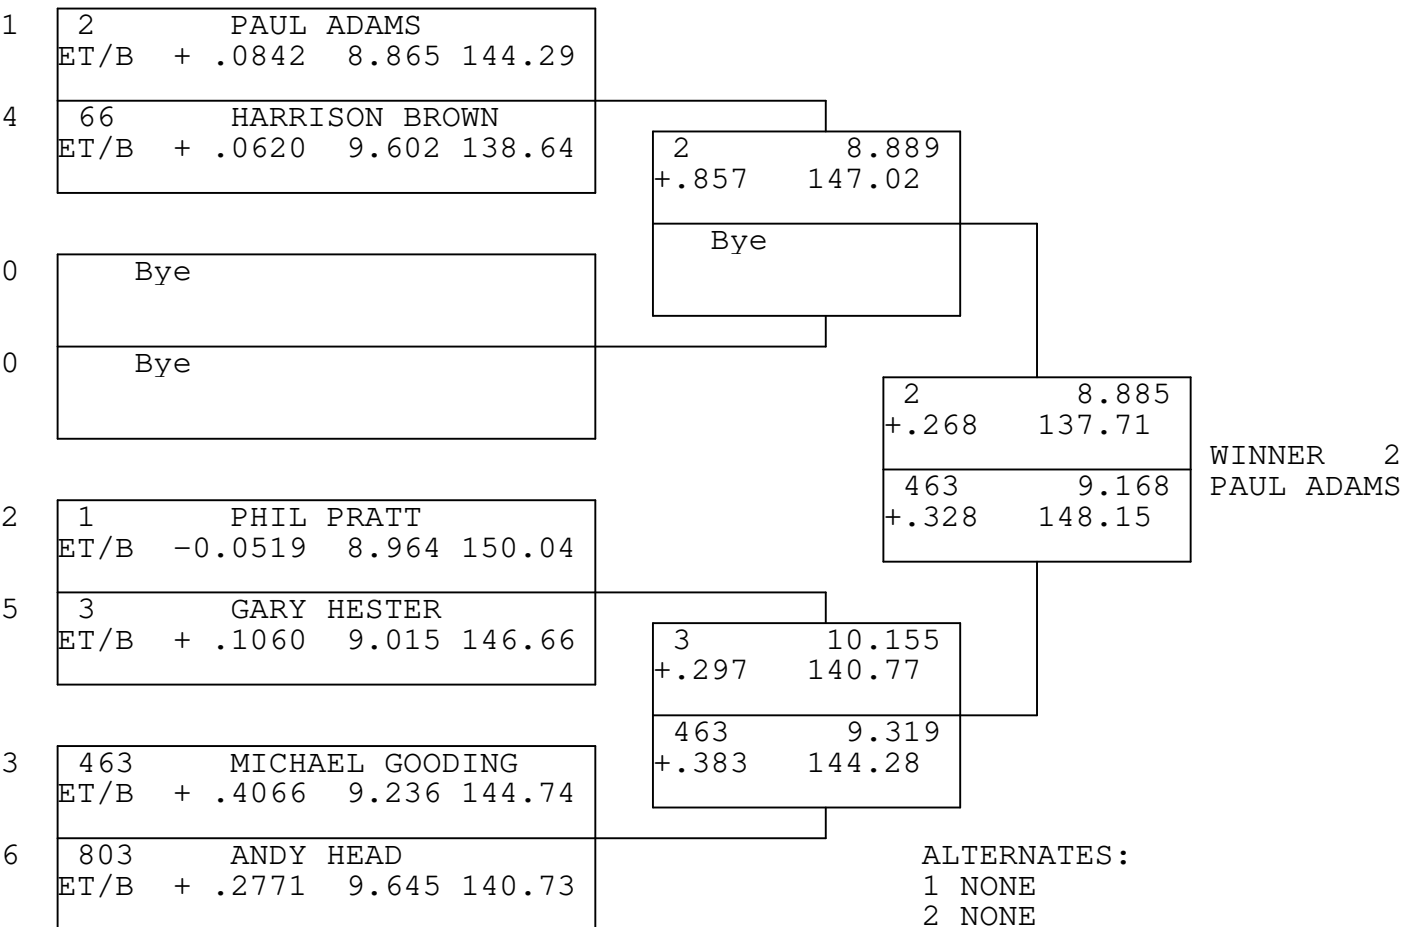 1 2 PAUL ADAMS
ET/B + .0842 8.865 144.29
4 66 HARRISON BROWN
ET/B + .0620 9.602 138.64
2 8.889
+.857 147.02
Bye
0 Bye
0 Bye
2 8.885
+.268 137.71
463 9.168
+.328 148.15
WINNER 2
PAUL ADAMS
2 1 PHIL PRATT
ET/B -0.0519 8.964 150.04
5 3 GARY HESTER
ET/B + .1060 9.015 146.66
3 10.155
+.297 140.77
463 9.319
+.383 144.28
3 463 MICHAEL GOODING
ET/B + .4066 9.236 144.74
6 803 ANDY HEAD
ET/B + .2771 9.645 140.73
ALTERNATES:
1 NONE
2 NONE